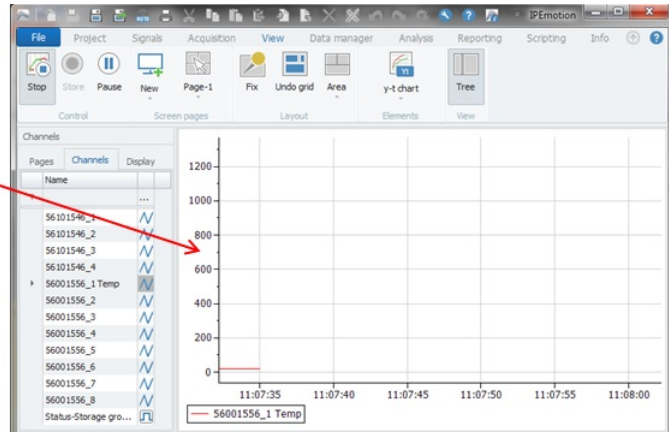 IPEmotion
File Project Signals Acquisition View Data manager Analysis Reporting Scripting Info
Stop Store Pause New Page-1 Fix Undo grid Area y-t chart Tree
Control Screen pages Layout Elements View
Channels
Pages Channels Display
Name
...
56101546_1
56101546_2
56101546_3
56101546_4
56001556_1 Temp
56001556_2
56001556_3
56001556_4
56001556_5
56001556_6
56001556_7
56001556_8
Status-Storage gro...
1200
1000
800
600
400
200
0
11:07:35 11:07:40 11:07:45 11:07:50 11:07:55 11:08:00
56001556_1 Temp